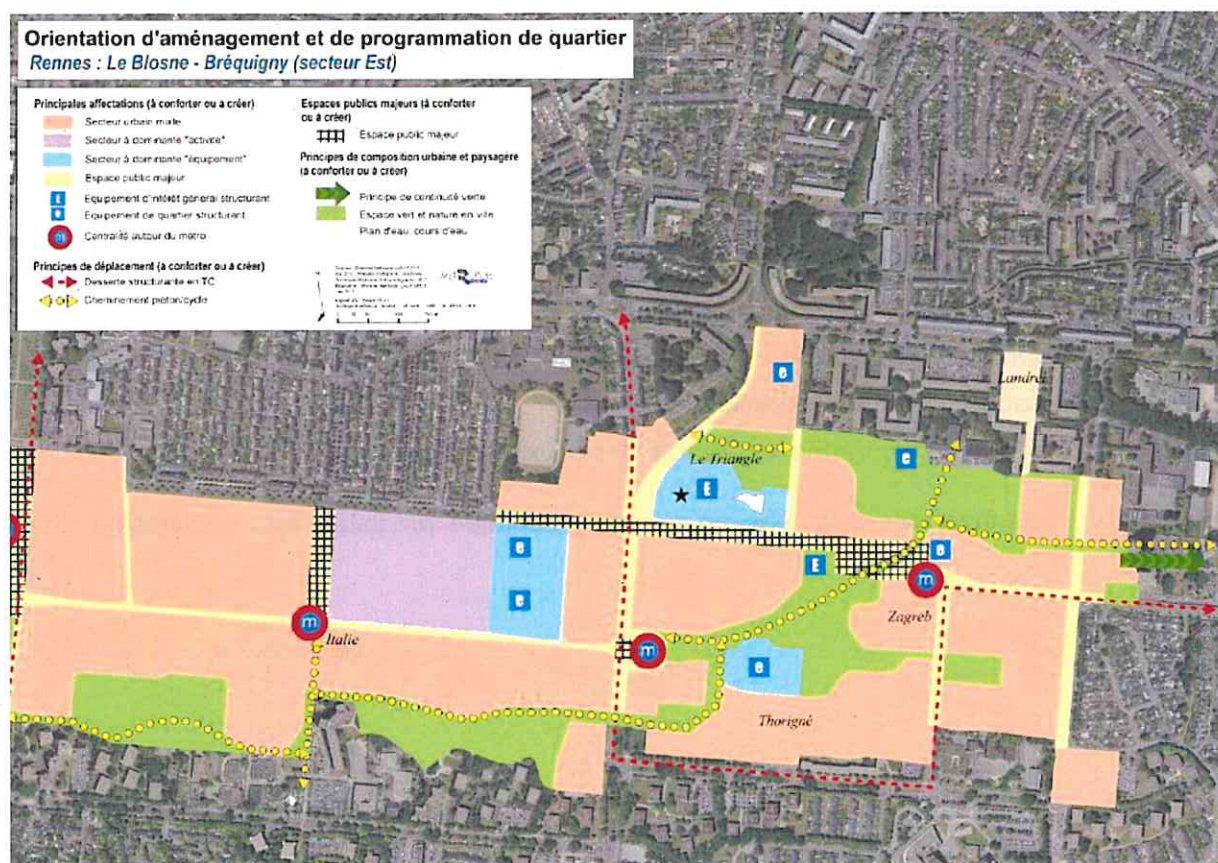 Orientation d'aménagement et de programmation de quartier
Rennes : Le Blosne - Bréquigny (secteur Est)
Principales affectations (à conforter ou à créer)
Secteur urbain mixte
Secteur à dominante "activité"
Secteur à dominante "équipement"
Espace public majeur
E Equipement d'intérêt général structurant
e Equipement de quartier structurant
m Centralité autour du métro
Principes de déplacement (à conforter ou à créer)
Desserte structurante en TC
Cheminement piéton/cycle
Espaces publics majeurs (à conforter
ou à créer)
Espace public majeur
Principes de composition urbaine et paysagère
(à conforter ou à créer)
Principe de continuité verte
Espace vert et nature en ville
Plan d'eau, cours d'eau
e
Landrel
Le Triangle
e
E
e
e
E
m
Zagreb
e
m
Italie
m
e
Thorigné